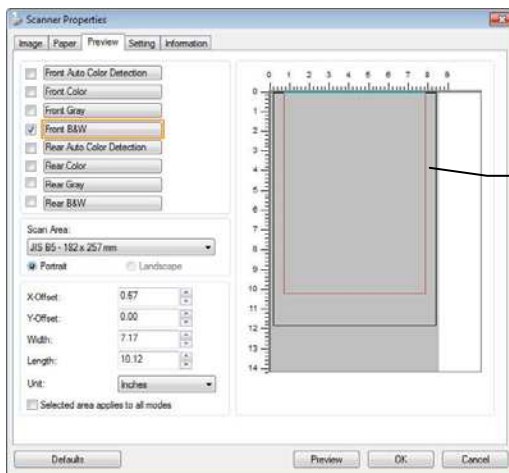 Scanner Properties
Image Paper Preview Setting Information
Front Auto Color Detection
Front Color
Front Gray
Front B&W
Rear Auto Color Detection
Rear Color
Rear Gray
Rear B&W
Scan Area:
JIS B5 - 182 x 257 mm
Portrait Landscape
X-Offset: 0.67
Y-Offset: 0.00
Width: 7.17
Length: 10.12
Unit: Inches
Selected area applies to all modes
0 1 2 3 4 5 6 7 8 9
0
1
2
3
4
5
6
7
8
9
10
11
12
13
14
Defaults Preview OK Cancel